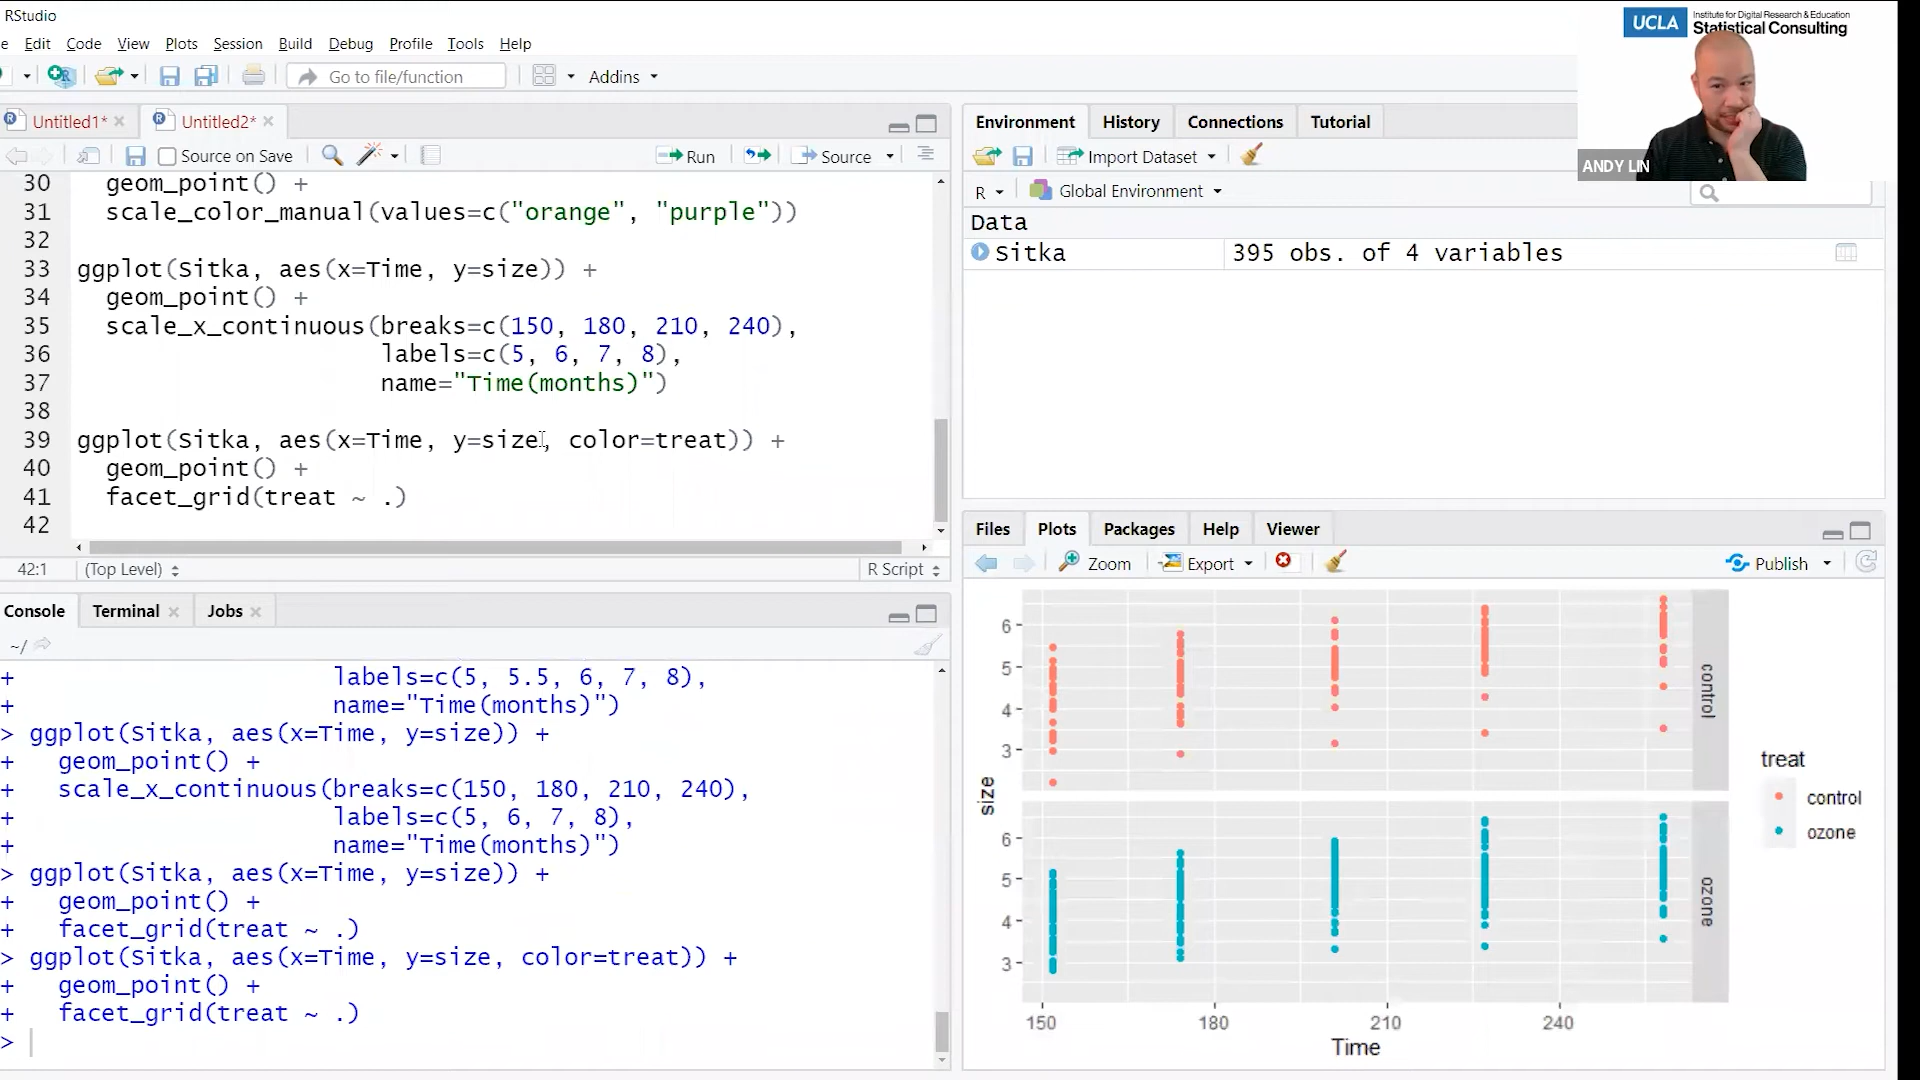 RStudio
e Edit Code View Plots Session Build Debug Profile Tools Help
Go to file/function Addins
UCLA Institute for Digital Research & Education
Statistical Consulting
ANDY LIN
Untitled1* Untitled2*
Source on Save Run Source
30 geom_point() +
31 scale_color_manual(values=c("orange", "purple"))
32
33 ggplot(Sitka, aes(x=Time, y=size)) +
34 geom_point() +
35 scale_x_continuous(breaks=c(150, 180, 210, 240),
36 labels=c(5, 6, 7, 8),
37 name="Time(months)")
38
39 ggplot(Sitka, aes(x=Time, y=size, color=treat)) +
40 geom_point() +
41 facet_grid(treat ~ .)
42
42:1 (Top Level) R Script
Console Terminal Jobs
~/
+ labels=c(5, 5.5, 6, 7, 8),
+ name="Time(months)")
> ggplot(Sitka, aes(x=Time, y=size)) +
+ geom_point() +
+ scale_x_continuous(breaks=c(150, 180, 210, 240),
+ labels=c(5, 6, 7, 8),
+ name="Time(months)")
> ggplot(Sitka, aes(x=Time, y=size)) +
+ geom_point() +
+ facet_grid(treat ~ .)
> ggplot(Sitka, aes(x=Time, y=size, color=treat)) +
+ geom_point() +
+ facet_grid(treat ~ .)
>
Environment History Connections Tutorial
Import Dataset
R Global Environment
Data
Sitka 395 obs. of 4 variables
Files Plots Packages Help Viewer
Zoom Export Publish
6
5
4
3
control
size
6
5
4
3
ozone
150 180 210 240
Time
treat
control
ozone